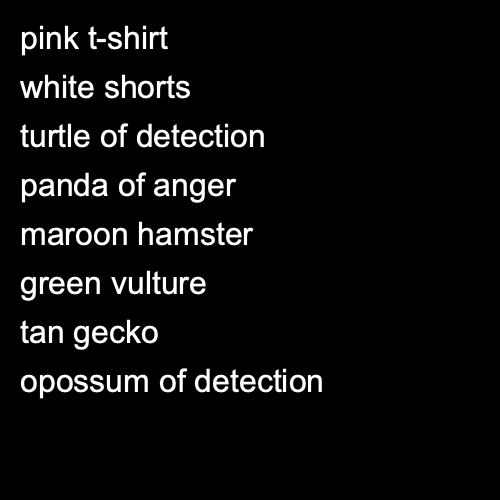 pink t-shirt
white shorts
turtle of detection
panda of anger
maroon hamster
green vulture
tan gecko
opossum of detection